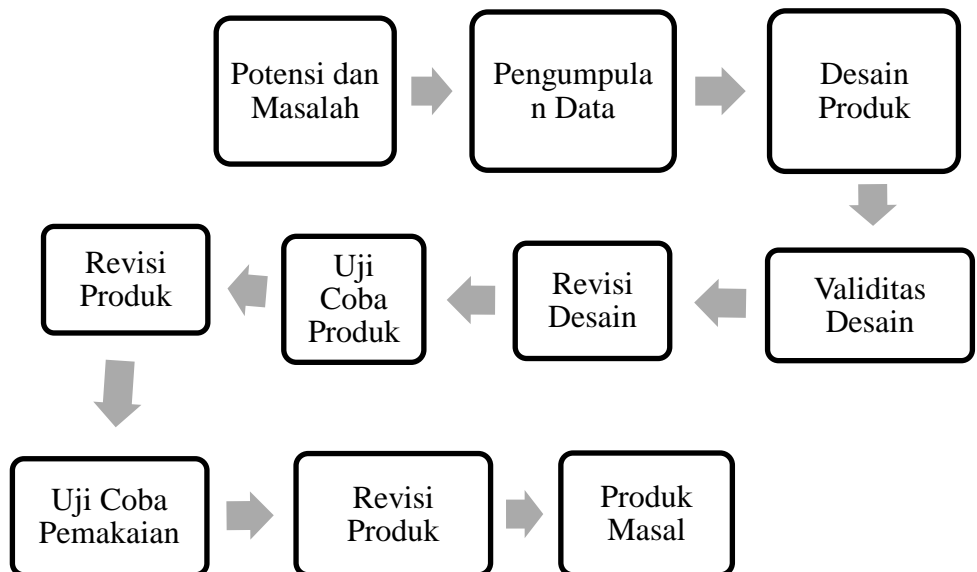 Potensi dan
Masalah
Pengumpula
n Data
Desain
Produk
Validitas
Desain
Revisi
Desain
Uji
Coba
Produk
Revisi
Produk
Uji Coba
Pemakaian
Revisi
Produk
Produk
Masal